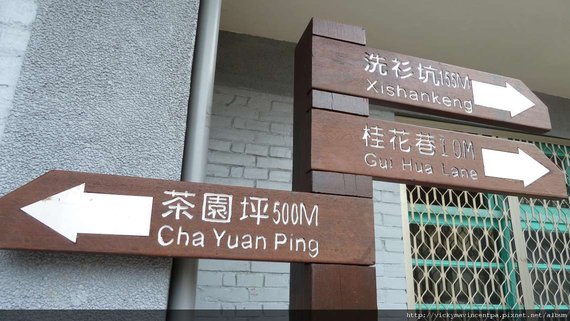 洗衫坑155M
Xishankeng
桂花巷10M
Gui Hua Lane
茶園坪500M
Cha Yuan Ping
http://vickymavincentpa.pixnet.net/album